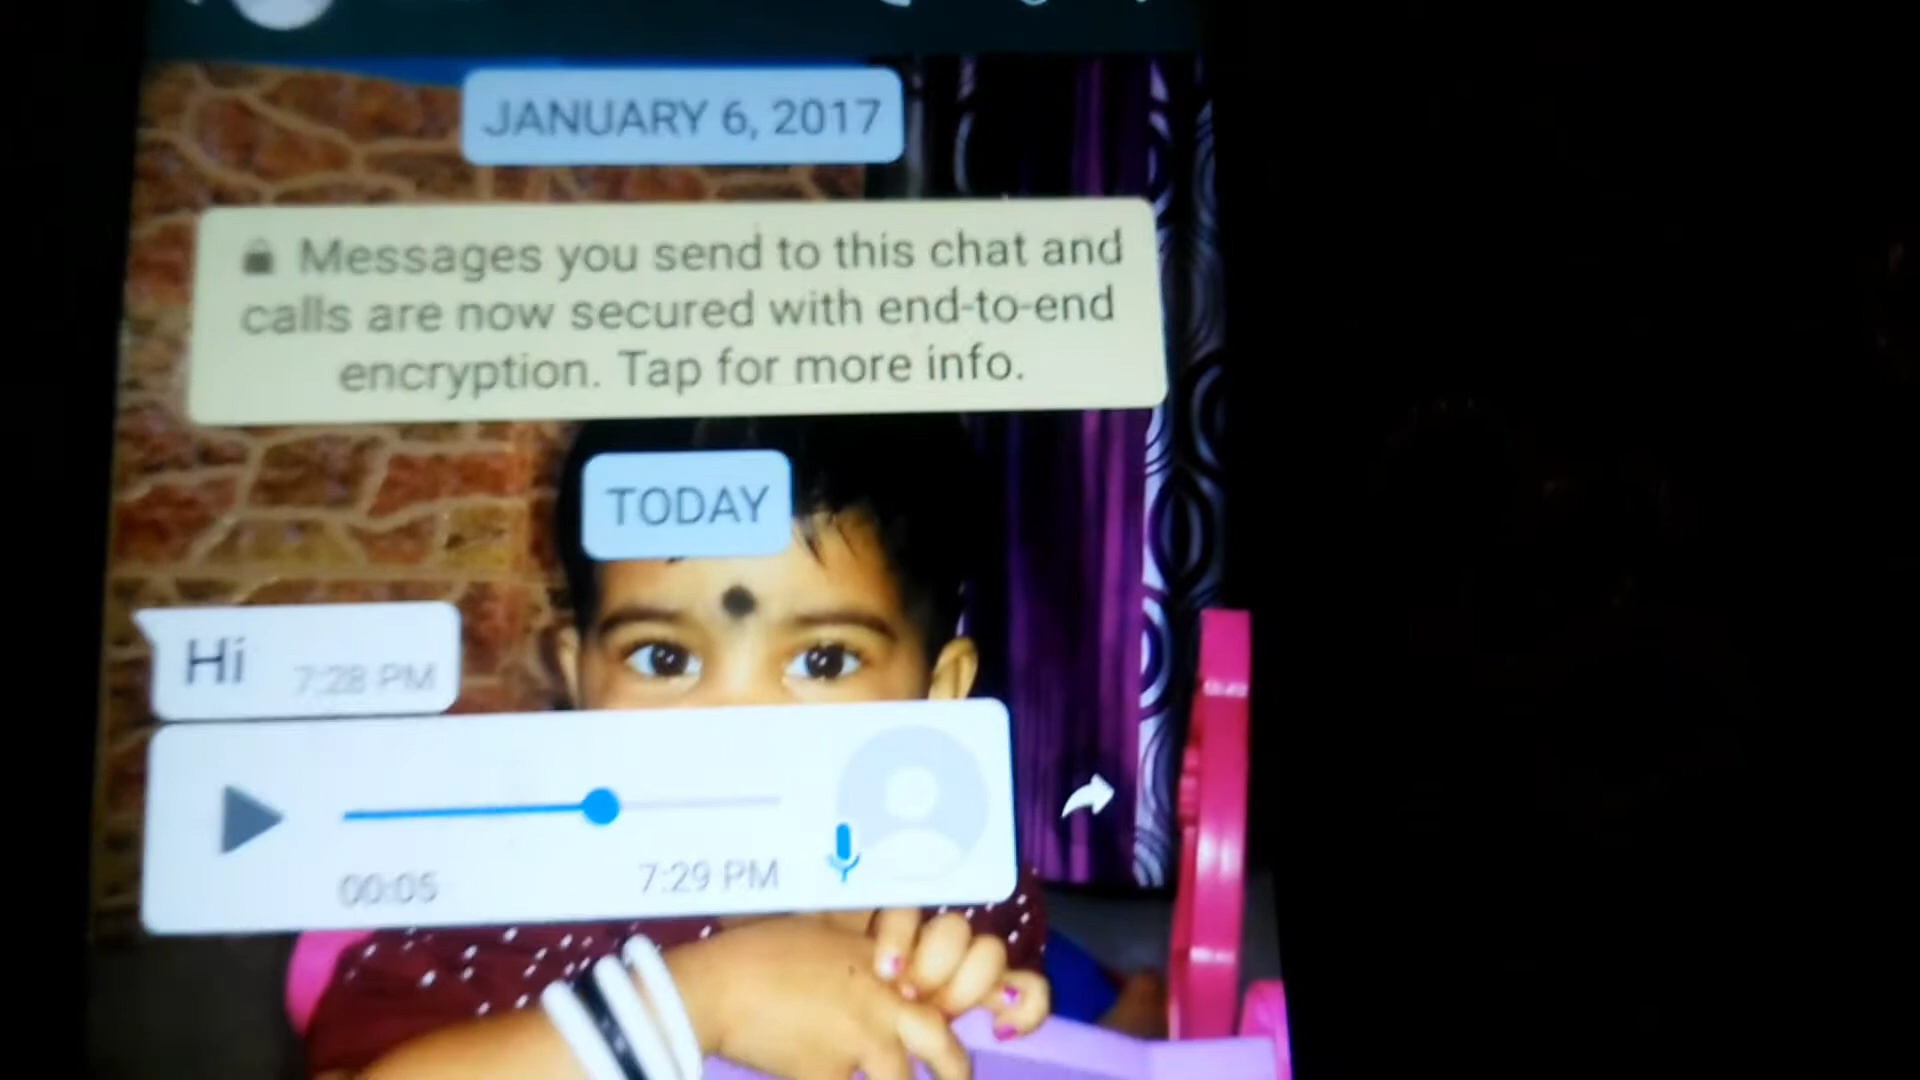 JANUARY 6, 2017
Messages you send to this chat and
calls are now secured with end-to-end
encryption. Tap for more info.
TODAY
Hi 7:28 PM
00:05 7:29 PM